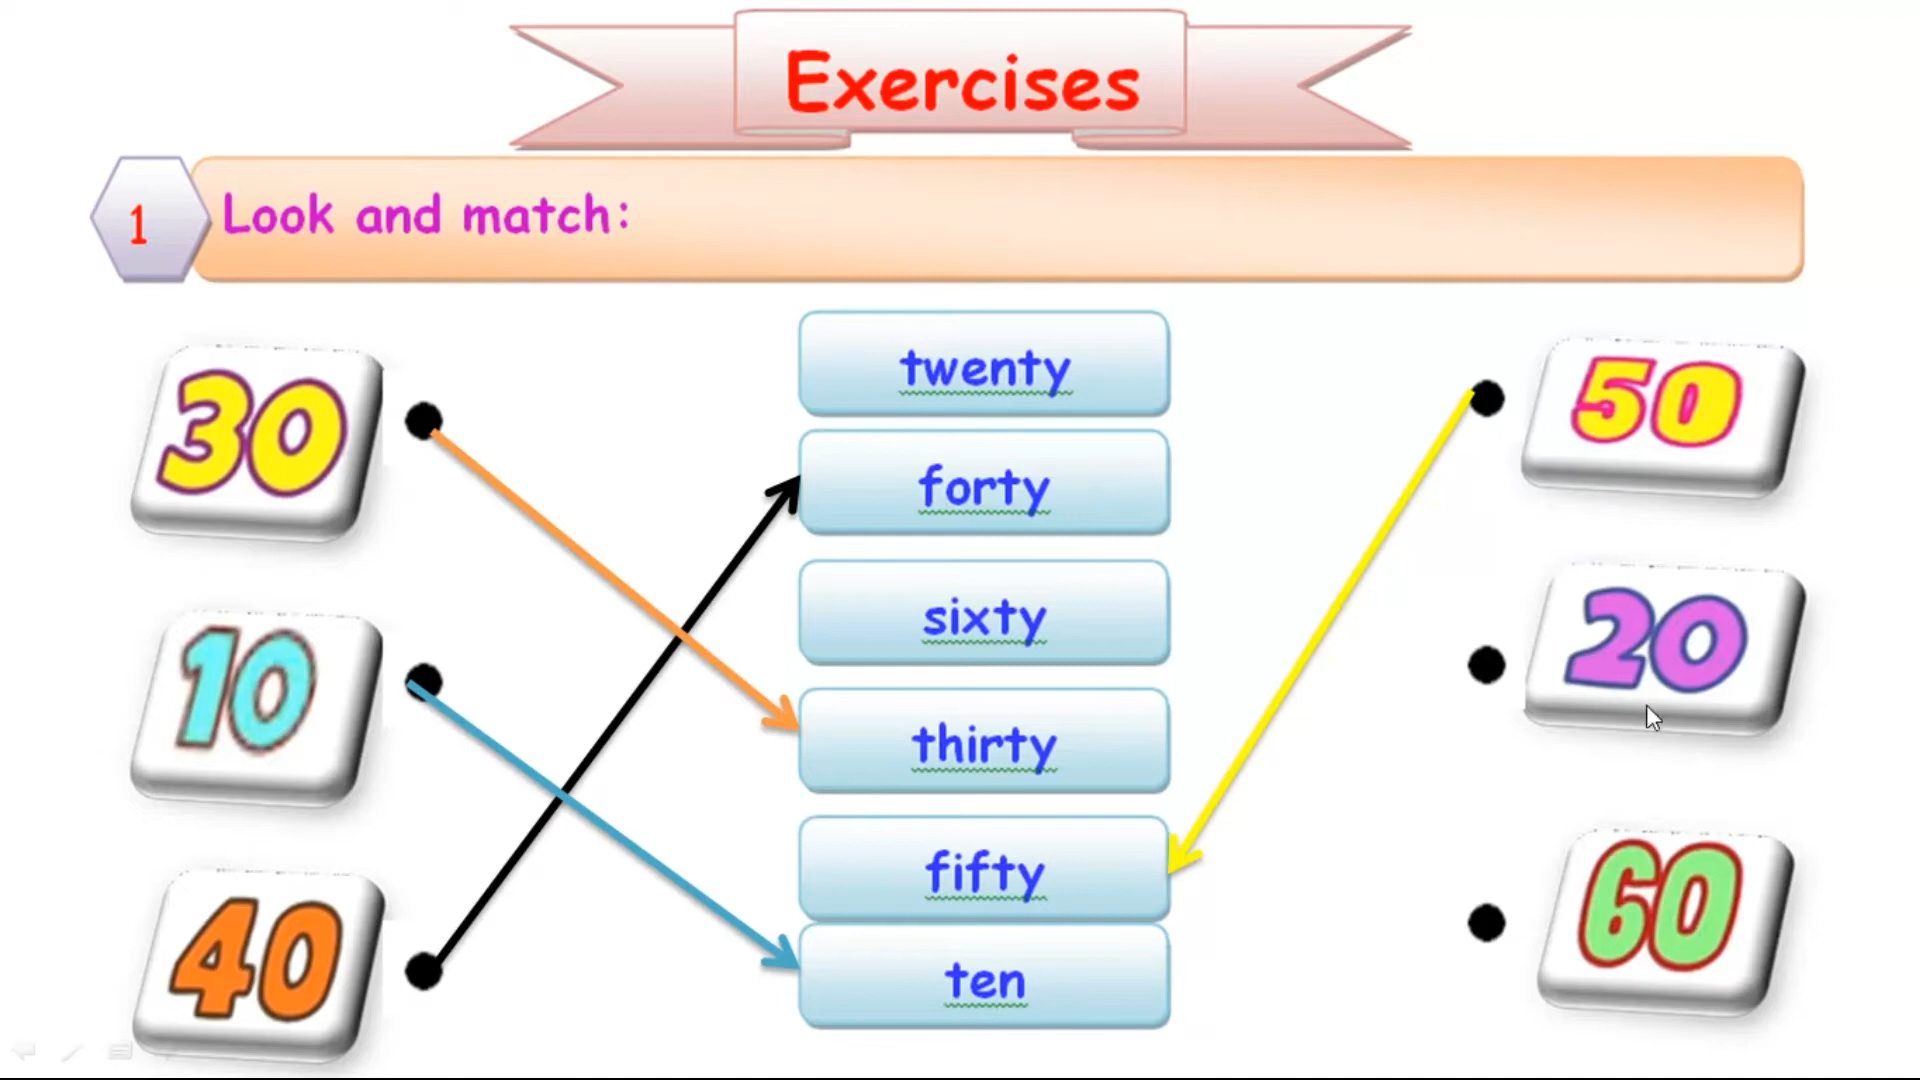 Exercises
1 Look and match:
30
10
40
twenty
forty
sixty
thirty
fifty
ten
50
20
60